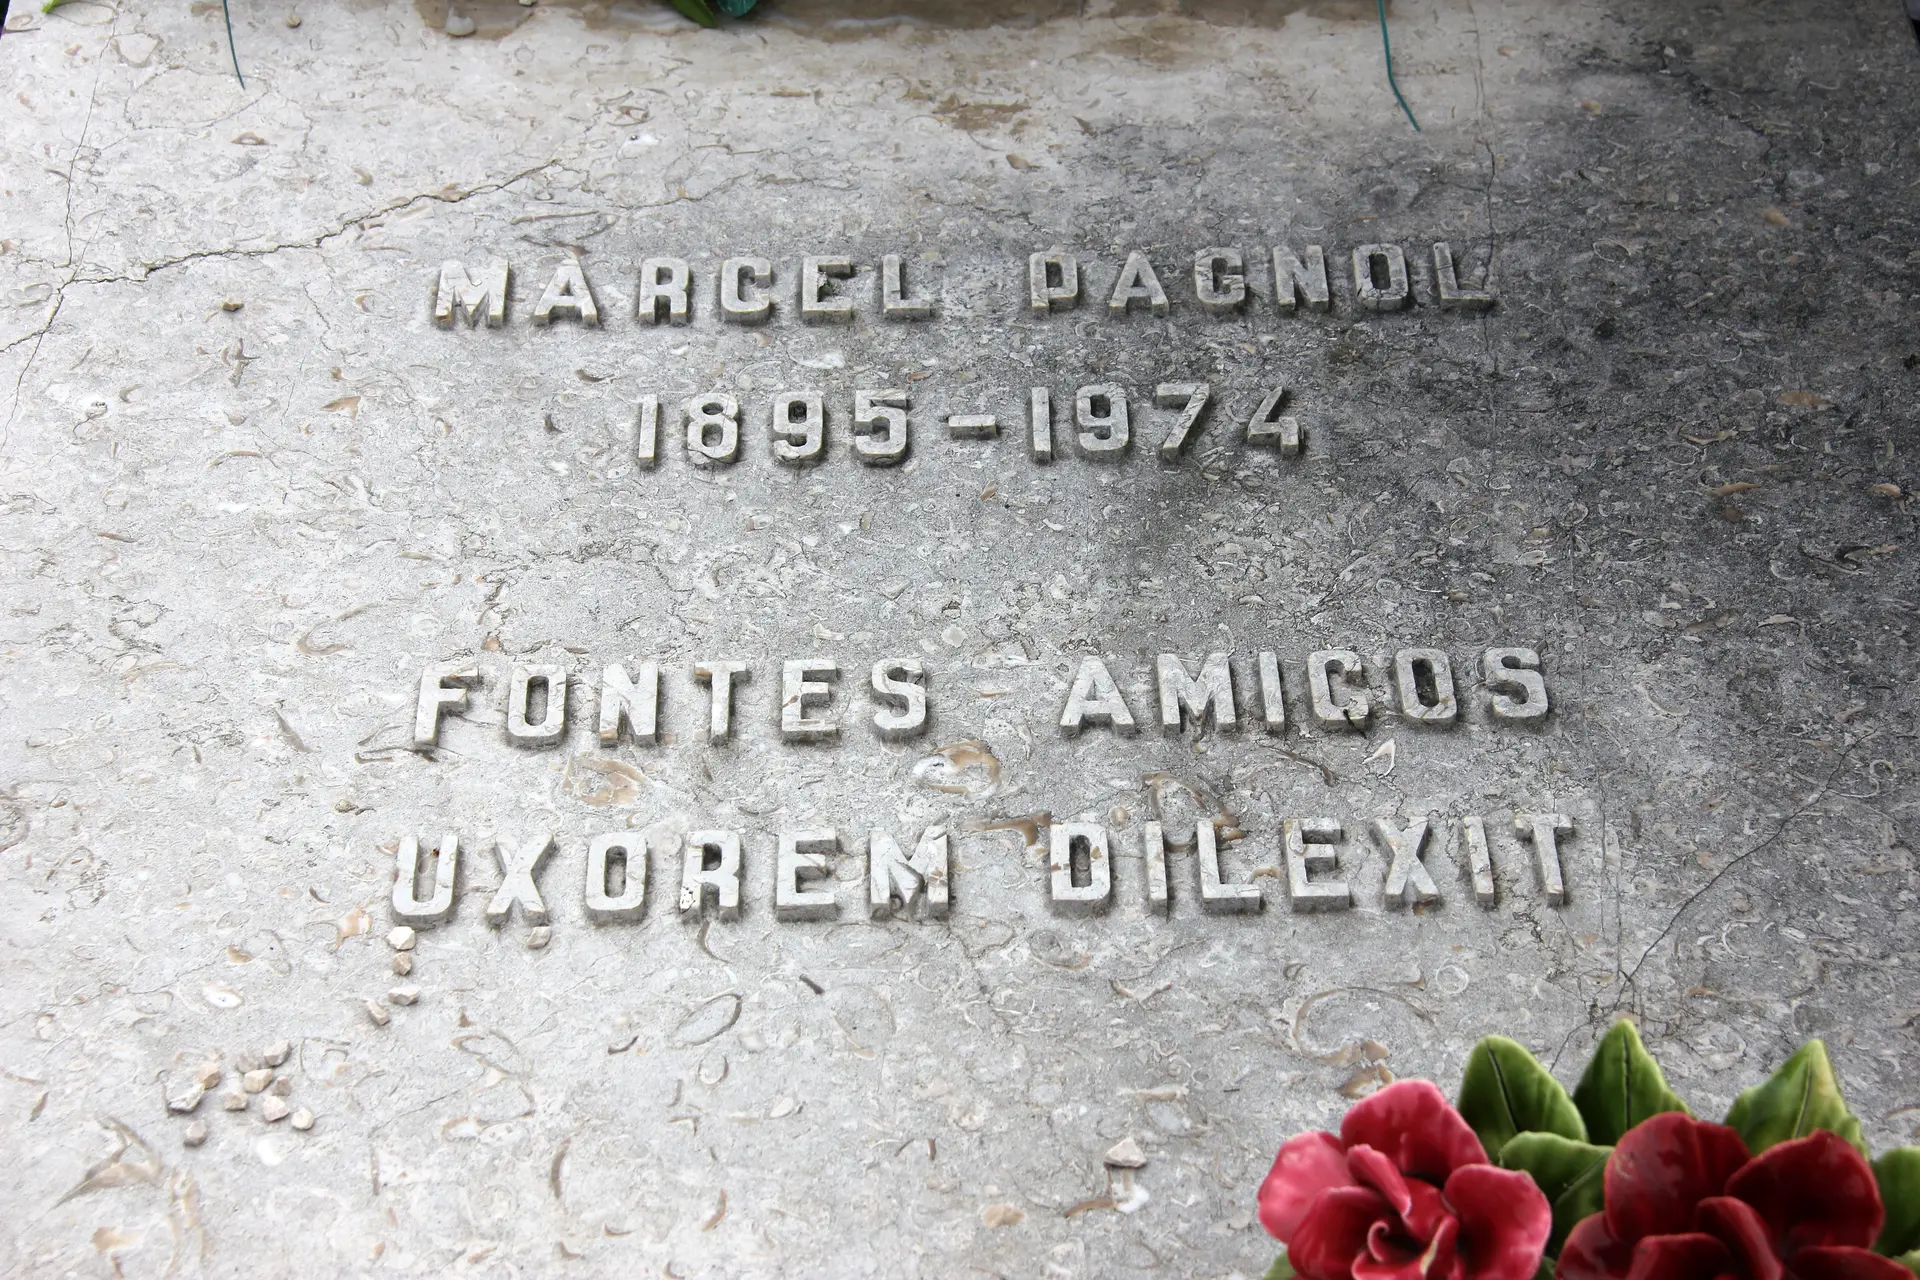 MARCEL PAGNOL
1895-1974
FONTES AMICOS
UXOREM DILEXIT